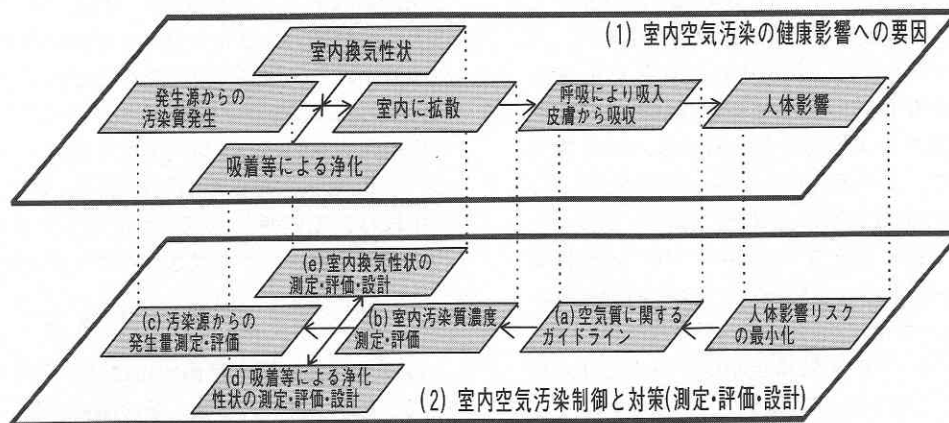 (1) 室内空気汚染の健康影響への要因
室内換気性状
発生源からの
汚染質発生
室内に拡散
呼吸により吸入
皮膚から吸収
人体影響
吸着等による浄化
(e) 室内換気性状の
測定・評価・設計
(c) 汚染源からの
発生量測定・評価
(b) 室内汚染質濃度
測定・評価
(a) 空気質に関する
ガイドライン
人体影響リスク
の最小化
(d) 吸着等による浄化
性状の測定・評価・設計
(2) 室内空気汚染制御と対策(測定・評価・設計)